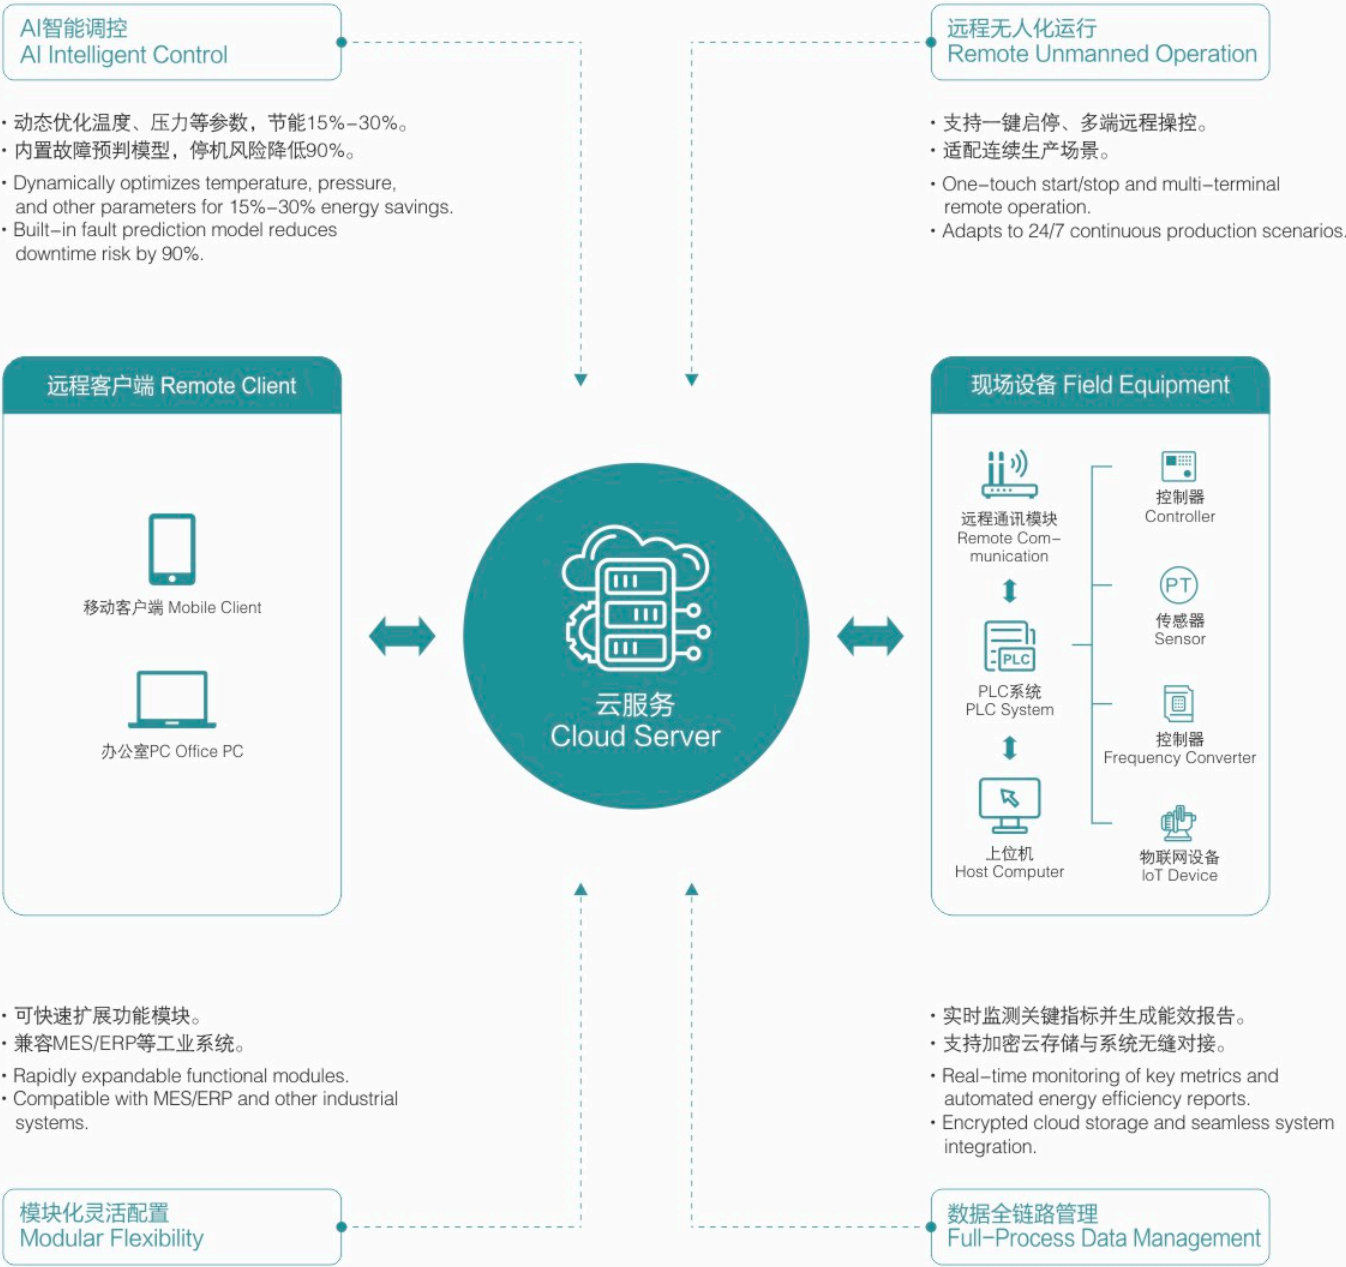 AI智能调控
AI Intelligent Control
· 动态优化温度、压力等参数，节能15%-30%。
· 内置故障预判模型，停机风险降低90%。
· Dynamically optimizes temperature, pressure,
and other parameters for 15%-30% energy savings.
· Built-in fault prediction model reduces
downtime risk by 90%.
远程无人化运行
Remote Unmanned Operation
· 支持一键启停、多端远程操控。
· 适配连续生产场景。
· One-touch start/stop and multi-terminal
remote operation.
· Adapts to 24/7 continuous production scenarios.
远程客户端 Remote Client
移动客户端 Mobile Client
办公室PC Office PC
云服务
Cloud Server
现场设备 Field Equipment
远程通讯模块
Remote Com-
munication
PLC
PLC系统
PLC System
上位机
Host Computer
控制器
Controller
PT
传感器
Sensor
控制器
Frequency Converter
物联网设备
IoT Device
· 可快速扩展功能模块。
· 兼容MES/ERP等工业系统。
· Rapidly expandable functional modules.
· Compatible with MES/ERP and other industrial
systems.
模块化灵活配置
Modular Flexibility
· 实时监测关键指标并生成能效报告。
· 支持加密云存储与系统无缝对接。
· Real-time monitoring of key metrics and
automated energy efficiency reports.
· Encrypted cloud storage and seamless system
integration.
数据全链路管理
Full-Process Data Management